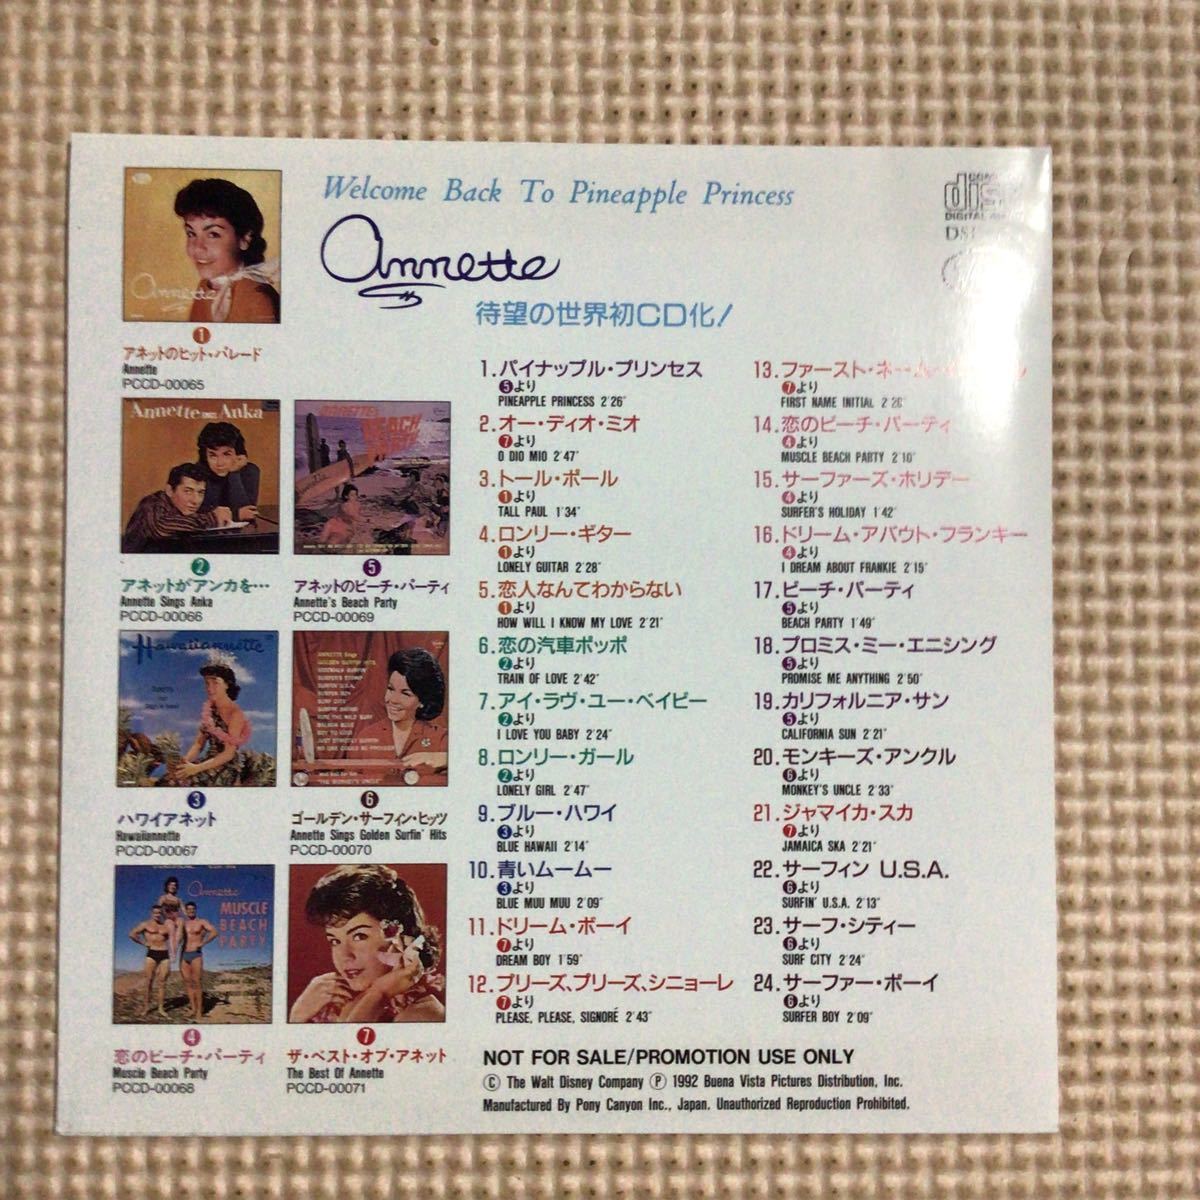 Welcome Back To Pineapple Princess
Annette
待望の世界初CD化!
DIGITAL
Annette
❶
アネットのヒット・パレード
Annette
PCCD-00065
Annette SINGS Anka
❷
アネットがアンカを…
Annette Sings Anka
PCCD-00066
ANNETTE'S
BEACH
PARTY
❺
アネットのビーチ・パーティ
Annette's Beach Party
PCCD-00069
Hawaiiannette
❸
ハワイアネット
Hawaiiannette
PCCD-00067
ANNETTE Sings
GOLDEN SURFIN' HITS
❻
ゴールデン・サーフィン・ヒッツ
Annette Sings Golden Surfin' Hits
PCCD-00070
Annette
MUSCLE
BEACH
PARTY
❹
恋のビーチ・パーティ
Muscle Beach Party
PCCD-00068
❼
ザ・ベスト・オブ・アネット
The Best Of Annette
PCCD-00071
1.パイナップル・プリンセス
❺より
PINEAPPLE PRINCESS 2'26"
2.オー・ディオ・ミオ
❼より
O DIO MIO 2'47"
3.トール・ポール
❶より
TALL PAUL 1'34"
4.ロンリー・ギター
❶より
LONELY GUITAR 2'28"
5.恋人なんてわからない
❶より
HOW WILL I KNOW MY LOVE 2'21"
6.恋の汽車ポッポ
❷より
TRAIN OF LOVE 2'42"
7.アイ・ラヴ・ユー・ベイビー
❷より
I LOVE YOU BABY 2'24"
8.ロンリー・ガール
❷より
LONELY GIRL 2'47"
9.ブルー・ハワイ
❸より
BLUE HAWAII 2'14"
10.青いムームー
❸より
BLUE MUU MUU 2'09"
11.ドリーム・ボーイ
❼より
DREAM BOY 1'59"
12.プリーズ、プリーズ、シニョーレ
❼より
PLEASE, PLEASE, SIGNORÉ 2'43"
13.ファースト・ネーム
❼より
FIRST NAME INITIAL
14.恋のビーチ・パーティ
❹より
MUSCLE BEACH PARTY 2'10"
15.サーファーズ・ホリデー
❹より
SURFER'S HOLIDAY 1'42"
16.ドリーム・アバウト・フランキー
❹より
I DREAM ABOUT FRANKIE 2'15"
17.ビーチ・パーティ
❺より
BEACH PARTY 1'49"
18.プロミス・ミー・エニシング
❺より
PROMISE ME ANYTHING 2'50"
19.カリフォルニア・サン
❺より
CALIFORNIA SUN 2'21"
20.モンキーズ・アンクル
❻より
MONKEY'S UNCLE 2'33"
21.ジャマイカ・スカ
❼より
JAMAICA SKA 2'21"
22.サーフィン U.S.A.
❻より
SURFIN' U.S.A. 2'13"
23.サーフ・シティー
❻より
SURF CITY 2'24"
24.サーファー・ボーイ
❻より
SURFER BOY 2'09"
NOT FOR SALE/PROMOTION USE ONLY
Ⓒ The Walt Disney Company Ⓟ 1992 Buena Vista Pictures Distribution, Inc.
Manufactured By Pony Canyon Inc., Japan. Unauthorized Reproduction Prohibited.